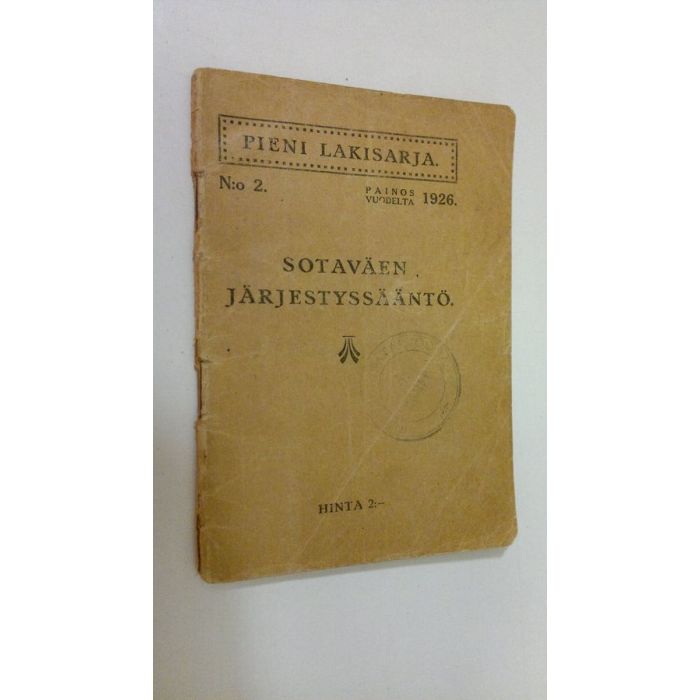 PIENI LAKISARJA.
N:o 2.
PAINOS
VUODELTA 1926.
SOTAVÄEN
JÄRJESTYSSÄÄNTÖ.
HINTA 2:—